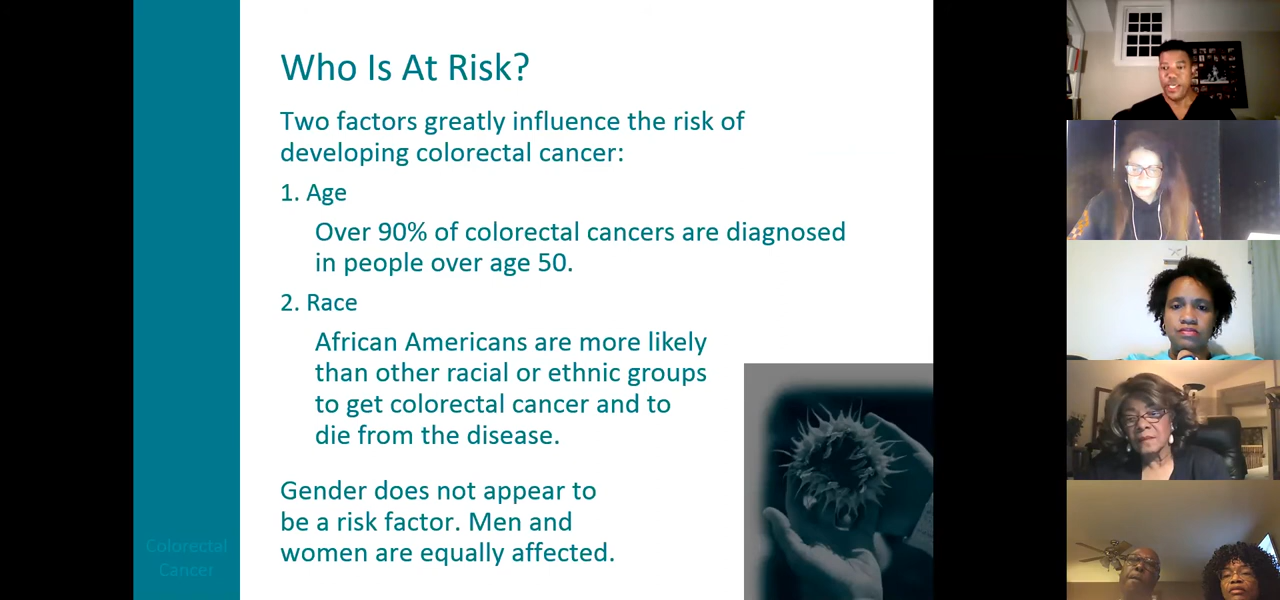 Who Is At Risk?
Two factors greatly influence the risk of
developing colorectal cancer:
1. Age
Over 90% of colorectal cancers are diagnosed
in people over age 50.
2. Race
African Americans are more likely
than other racial or ethnic groups
to get colorectal cancer and to
die from the disease.
Gender does not appear to
be a risk factor. Men and
women are equally affected.
Colorectal
Cancer